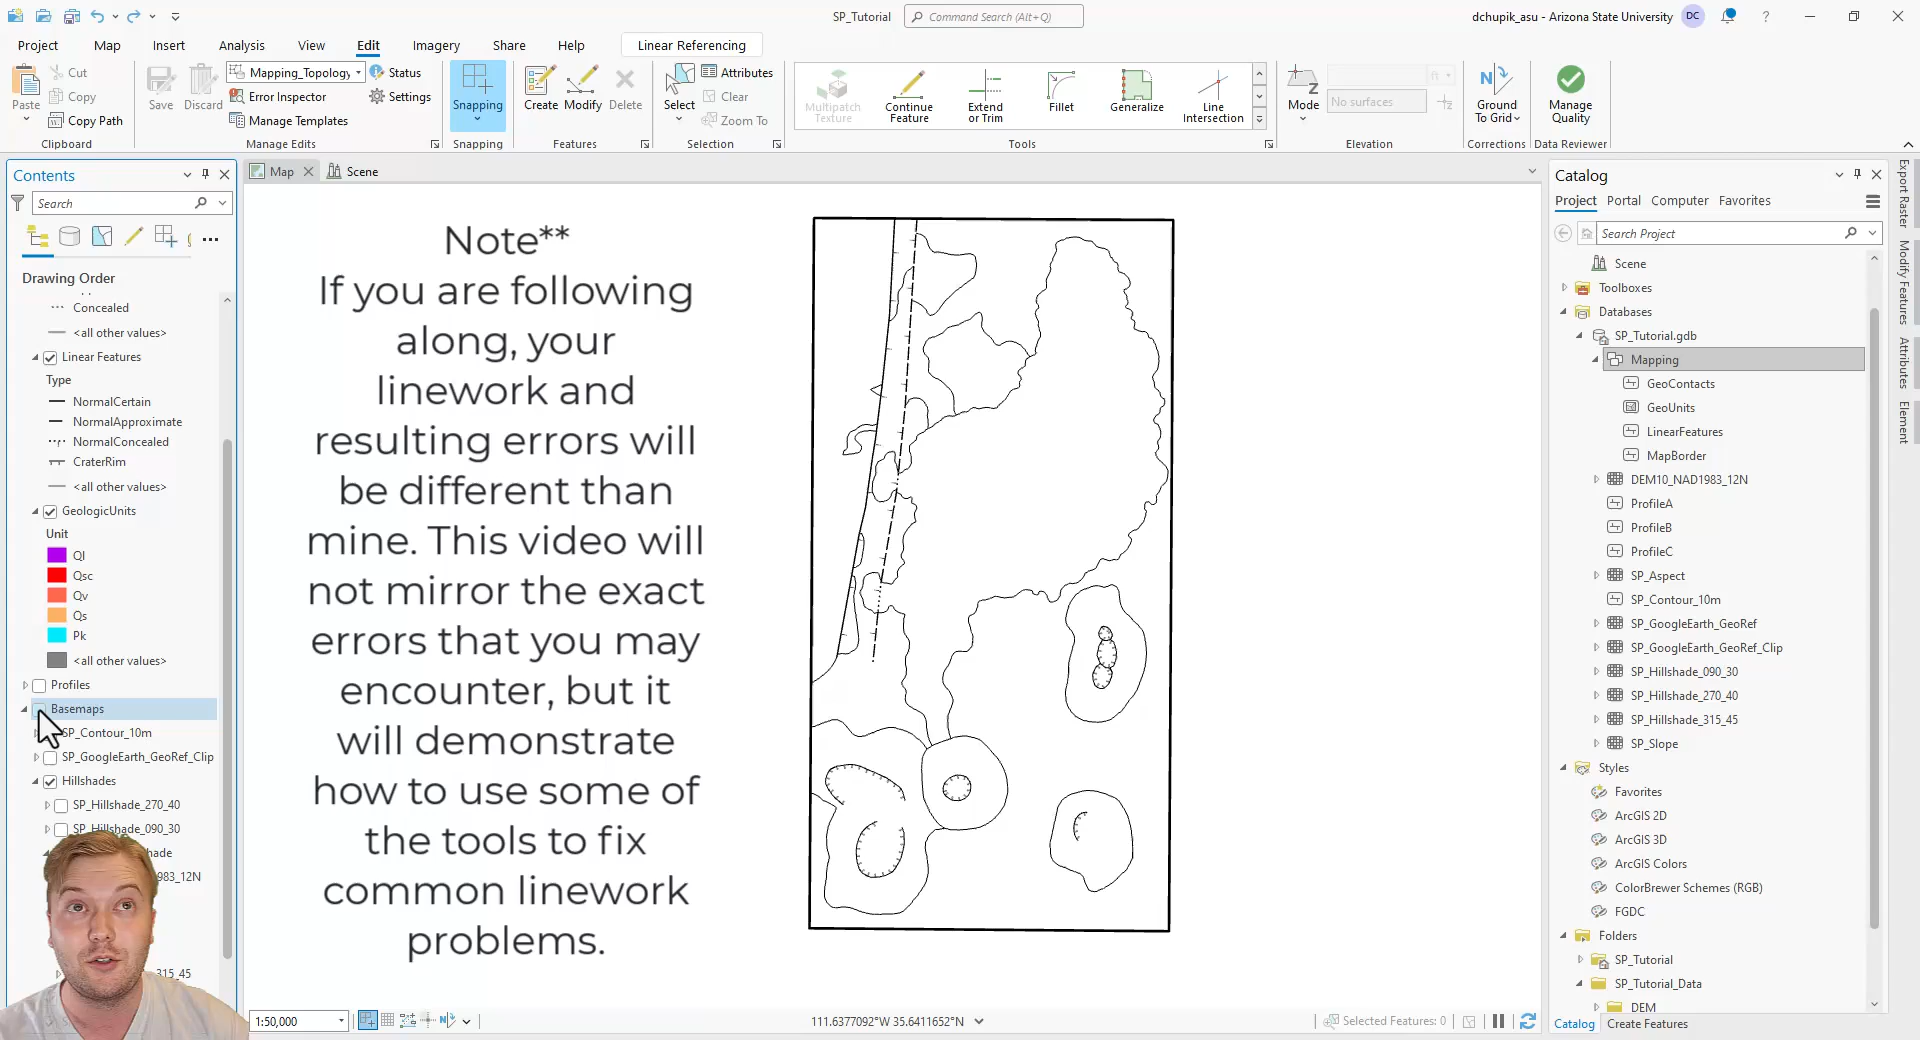 SP_Tutorial
Command Search (Alt+Q)
dchupik_asu - Arizona State University
DC
?
Project
Map
Insert
Analysis
View
Edit
Imagery
Share
Help
Linear Referencing
Paste
Cut
Copy
Copy Path
Clipboard
Save
Discard
Mapping_Topology
Error Inspector
Manage Templates
Status
Settings
Manage Edits
Snapping
Snapping
Create
Modify
Delete
Features
Select
Attributes
Clear
Zoom To
Selection
Multipatch
Texture
Continue
Feature
Extend
or Trim
Fillet
Generalize
Line
Intersection
Tools
Mode
ft
No surfaces
Elevation
Ground
To Grid
Corrections
Manage
Quality
Data Reviewer
Contents
Search
Drawing Order
Concealed
<all other values>
Linear Features
Type
NormalCertain
NormalApproximate
NormalConcealed
CraterRim
<all other values>
GeologicUnits
Unit
Ql
Qsc
Qv
Qs
Pk
<all other values>
Profiles
Basemaps
SP_Contour_10m
SP_GoogleEarth_GeoRef_Clip
Hillshades
SP_Hillshade_270_40
SP_Hillshade_090_30
ade
983_12N
315_45
Map
Scene
Note**
If you are following
along, your
linework and
resulting errors will
be different than
mine. This video will
not mirror the exact
errors that you may
encounter, but it
will demonstrate
how to use some of
the tools to fix
common linework
problems.
1:50,000
111.6377092°W 35.6411652°N
Selected Features: 0
Catalog
Project
Portal
Computer
Favorites
Search Project
Scene
Toolboxes
Databases
SP_Tutorial.gdb
Mapping
GeoContacts
GeoUnits
LinearFeatures
MapBorder
DEM10_NAD1983_12N
ProfileA
ProfileB
ProfileC
SP_Aspect
SP_Contour_10m
SP_GoogleEarth_GeoRef
SP_GoogleEarth_GeoRef_Clip
SP_Hillshade_090_30
SP_Hillshade_270_40
SP_Hillshade_315_45
SP_Slope
Styles
Favorites
ArcGIS 2D
ArcGIS 3D
ArcGIS Colors
ColorBrewer Schemes (RGB)
FGDC
Folders
SP_Tutorial
SP_Tutorial_Data
DEM
Catalog
Create Features
Export Raster
Modify Features
Attributes
Element